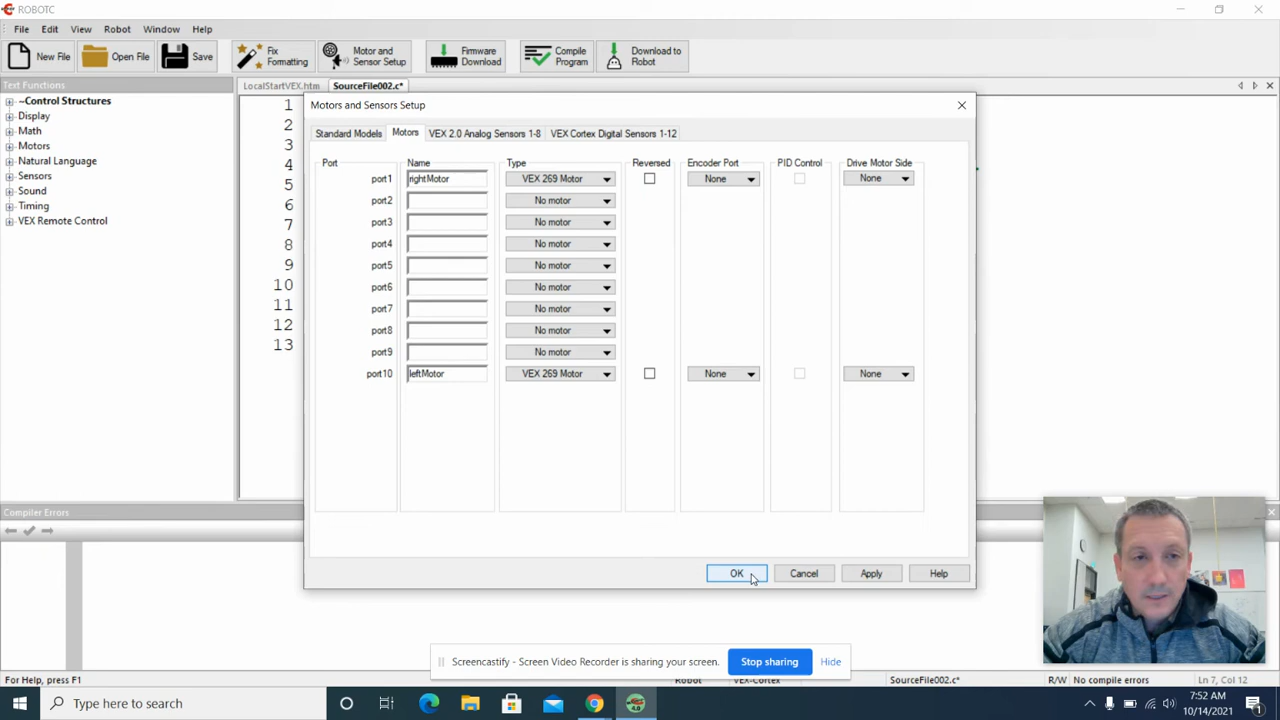 ROBOTC
File Edit View Robot Window Help
New File Open File Save Fix Formatting Motor and Sensor Setup Firmware Download Compile Program Download to Robot
Text Functions
LocalStartVEX.htm SourceFile002.c*
~Control Structures
Display
Math
Motors
Natural Language
Sensors
Sound
Timing
VEX Remote Control
1
2
3
4
5
6
7
8
9
10
11
12
13
Motors and Sensors Setup
Standard Models Motors VEX 2.0 Analog Sensors 1-8 VEX Cortex Digital Sensors 1-12
Port Name Type Reversed Encoder Port PID Control Drive Motor Side
port1 rightMotor VEX 269 Motor None None
port2 No motor
port3 No motor
port4 No motor
port5 No motor
port6 No motor
port7 No motor
port8 No motor
port9 No motor
port10 leftMotor VEX 269 Motor None None
OK Cancel Apply Help
Compiler Errors
Screencastify - Screen Video Recorder is sharing your screen. Stop sharing Hide
For Help, press F1 Robot VEX-Cortex SourceFile002.c* R/W No compile errors Ln 7, Col 12
Type here to search
7:52 AM
10/14/2021
1